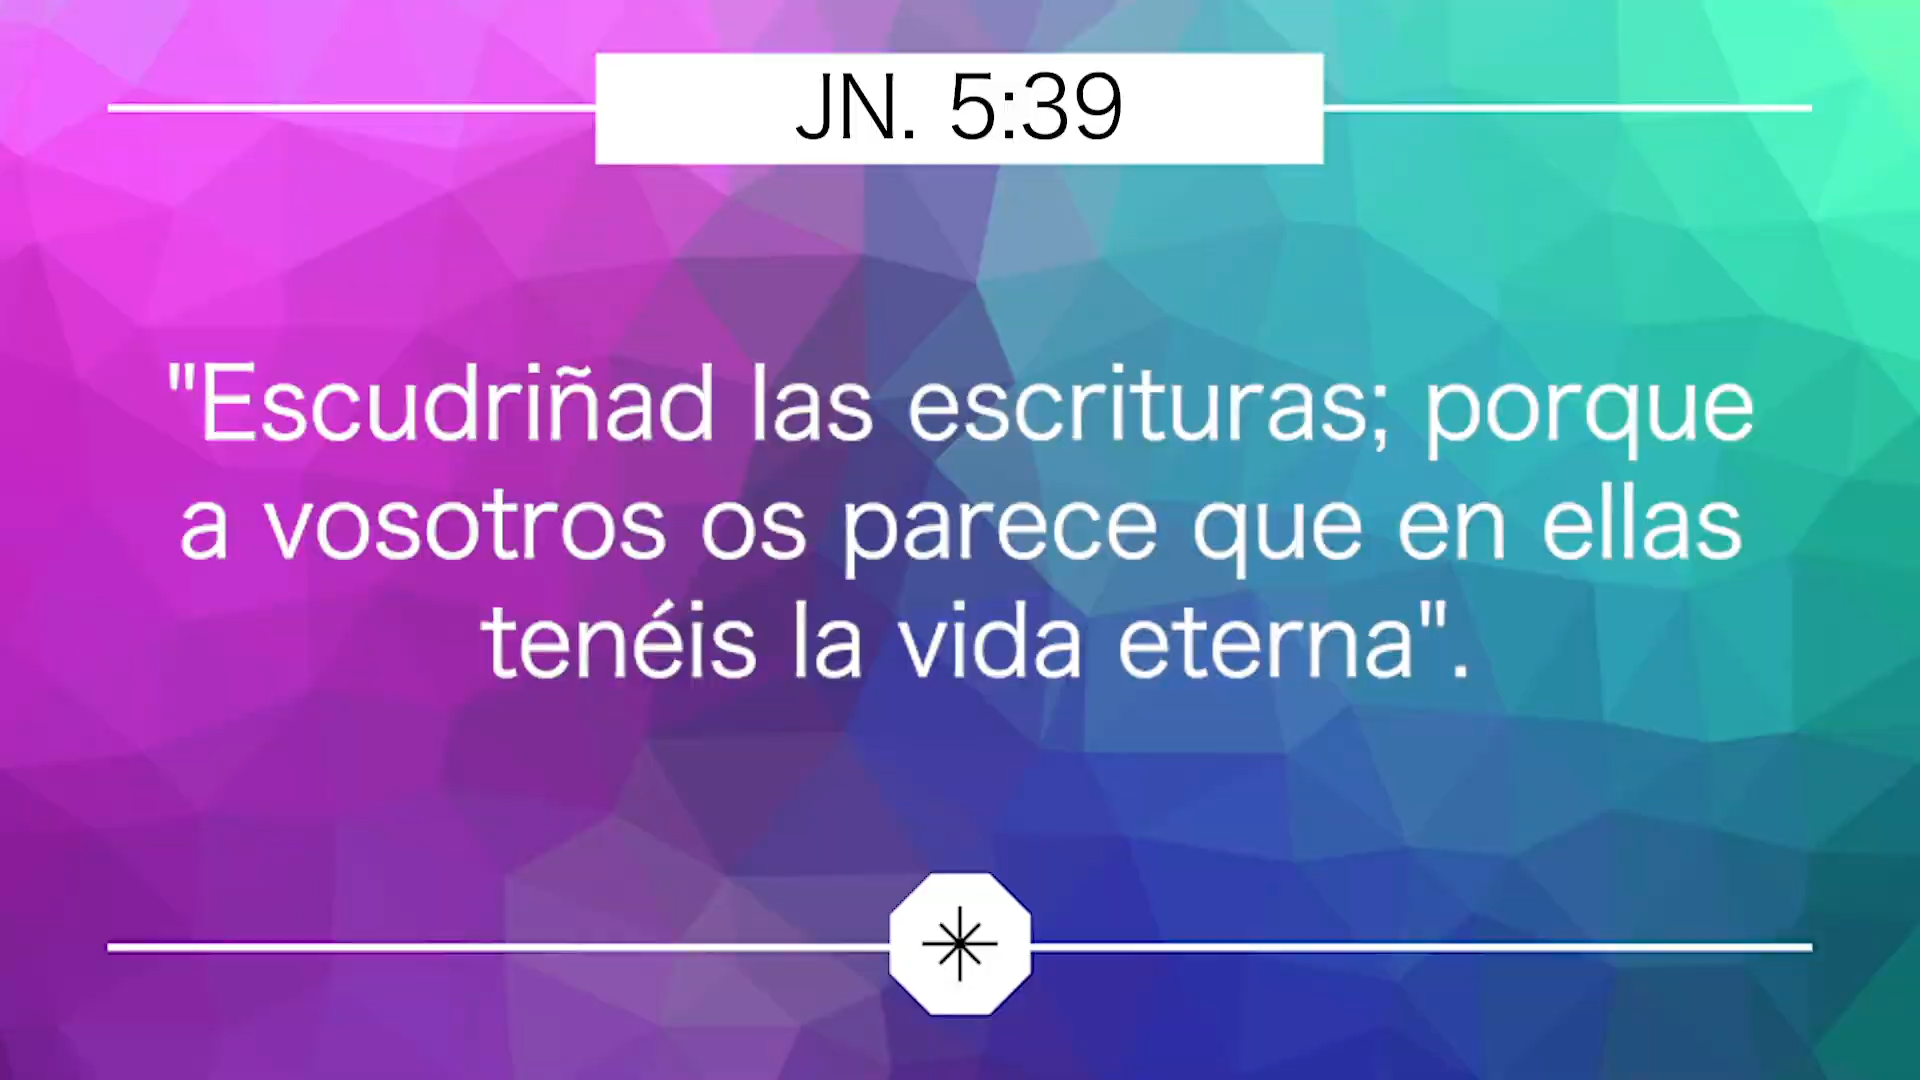 JN. 5:39
"Escudriñad las escrituras; porque
a vosotros os parece que en ellas
tenéis la vida eterna".